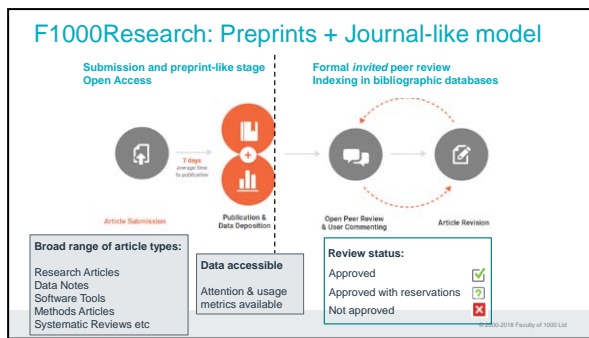 F1000Research: Preprints + Journal-like model
Submission and preprint-like stage
Open Access
Formal invited peer review
Indexing in bibliographic databases
7 days
average time
to publication
Article Submission
Publication &
Data Deposition
Open Peer Review
& User Commenting
Article Revision
Broad range of article types:
Research Articles
Data Notes
Software Tools
Methods Articles
Systematic Reviews etc
Data accessible
Attention & usage
metrics available
Review status:
Approved
Approved with reservations
?
Not approved
© 2000-2018 Faculty of 1000 Ltd